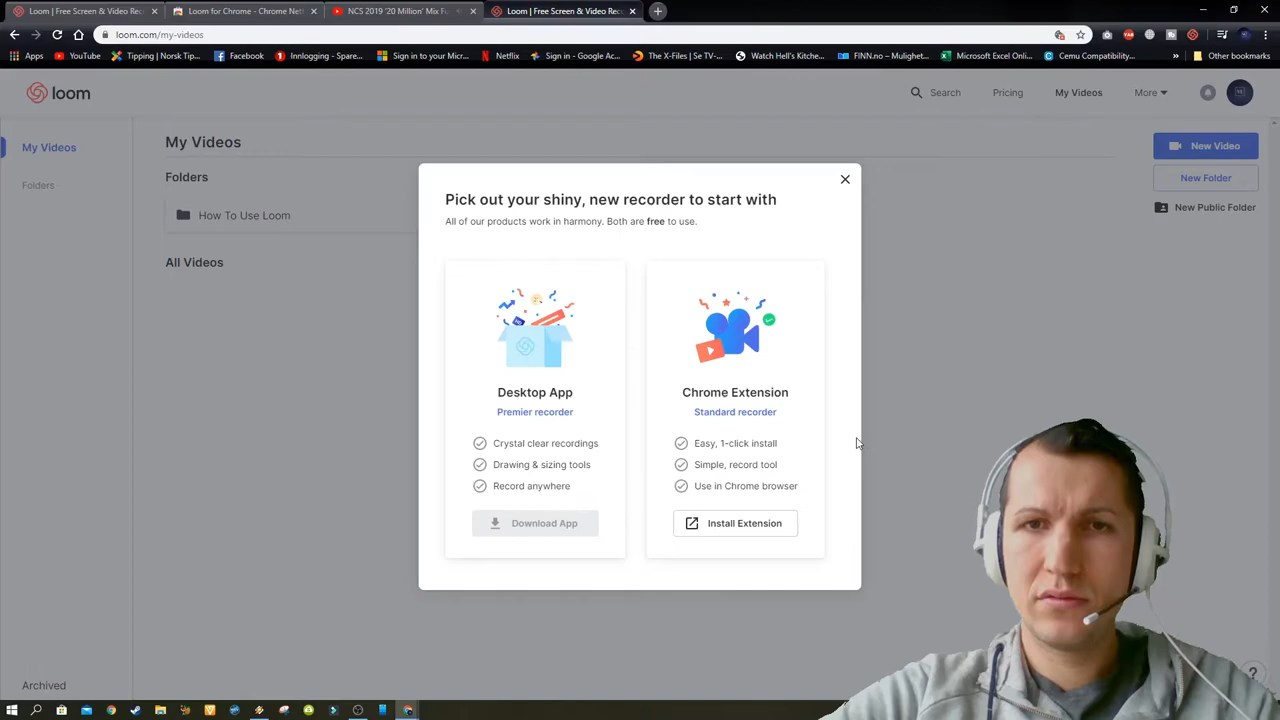 Loom | Free Screen & Video Rec
Loom for Chrome - Chrome Net
NCS 2019 '20 Million' Mix Fu
Loom | Free Screen & Video Rec
loom.com/my-videos
Apps
YouTube
Tipping | Norsk Tip...
Facebook
Innlogging - Spare...
Sign in to your Micr...
Netflix
Sign in - Google Ac...
The X-Files | Se TV-...
Watch Hell's Kitche...
FINN.no – Mulighet...
Microsoft Excel Onli...
Cemu Compatibility...
Other bookmarks
loom
Search
Pricing
My Videos
More
My Videos
Folders
My Videos
Folders
How To Use Loom
All Videos
New Video
New Folder
New Public Folder
Pick out your shiny, new recorder to start with
All of our products work in harmony. Both are free to use.
Desktop App
Premier recorder
Crystal clear recordings
Drawing & sizing tools
Record anywhere
Download App
Chrome Extension
Standard recorder
Easy, 1-click install
Simple, record tool
Use in Chrome browser
Install Extension
Archived
?